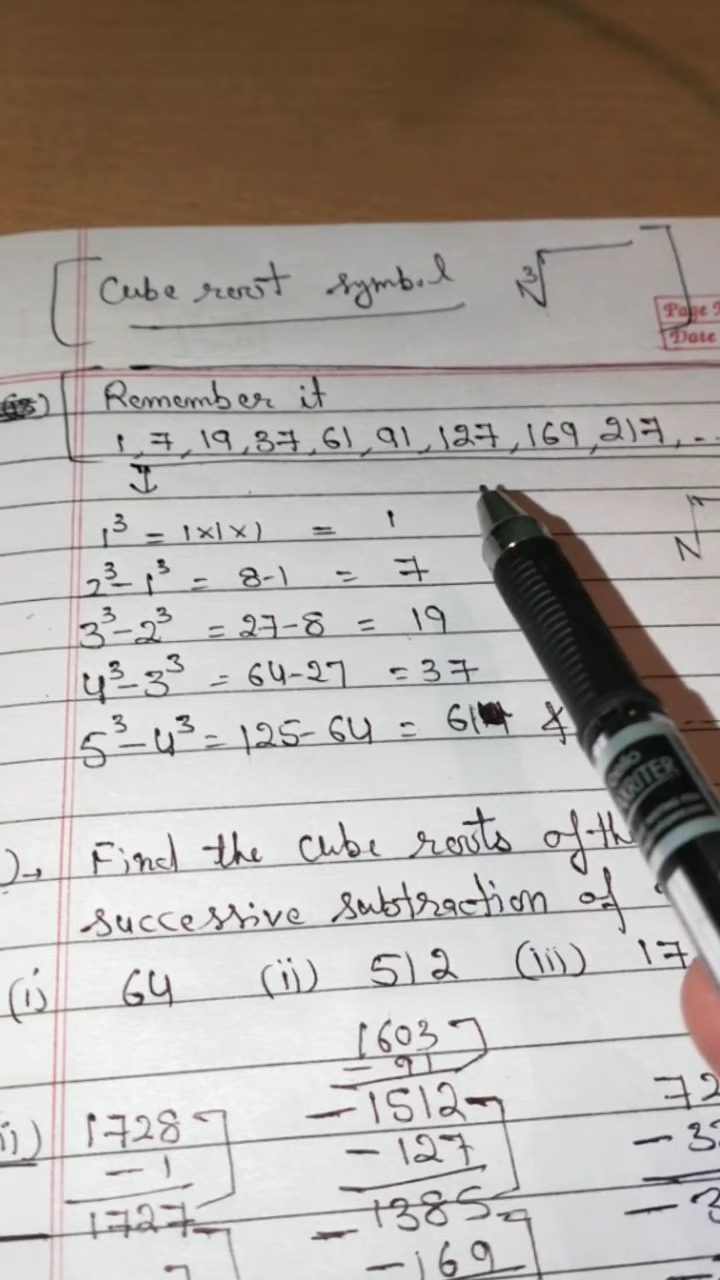 [Cube root symbol ∛]
Page
Date
Remember it
1, 7, 19, 37, 61, 91, 127, 169, 217, --
1³ = 1×1×1 = 1
2³-1³ = 8-1 = 7
3³-2³ = 27-8 = 19
4³-3³ = 64-27 = 37
5³-4³ = 125-64 = 61 &
Find the cube roots of
successive subtraction of
(i) 64 (ii) 512 (iii) 17
1603
- 91
1728 -1512 72
- 1 - 127 - 3
1727 - 1385 - 3
-169